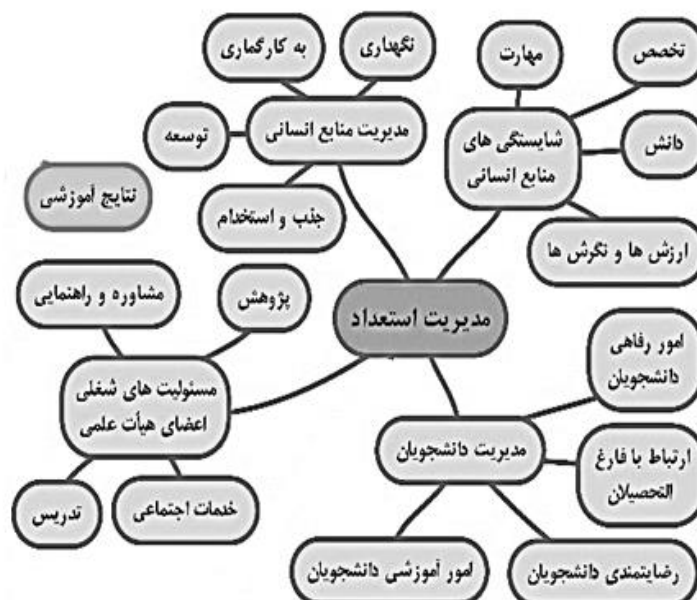 به کارگماری
نگهداری
مدیریت منابع انسانی
توسعه
جذب و استخدام
تخصص
مهارت
شایستگی های
منابع انسانی
دانش
ارزش ها و نگرش ها
نتایج آموزشی
مدیریت استعداد
مشاوره و راهنمایی
پژوهش
مسئولیت های شغلی
اعضای هیأت علمی
تدریس
خدمات اجتماعی
امور رفاهی
دانشجویان
مدیریت دانشجویان
ارتباط با فارغ
التحصیلان
امور آموزشی دانشجویان
رضایتمندی دانشجویان